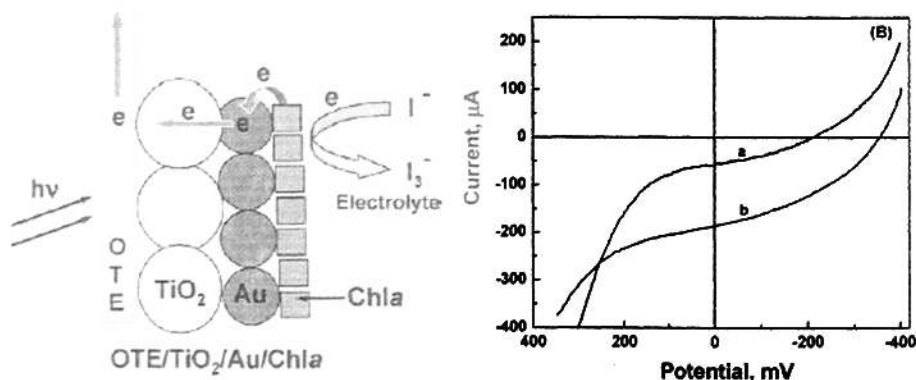 e
e
e
e
e
I⁻
I₃⁻
Electrolyte
hν
O
T
E
TiO₂
Au
Chla
OTE/TiO₂/Au/Chla
(B)
Current, μA
200
100
0
-100
-200
-300
-400
a
b
400
200
0
-200
-400
Potential, mV